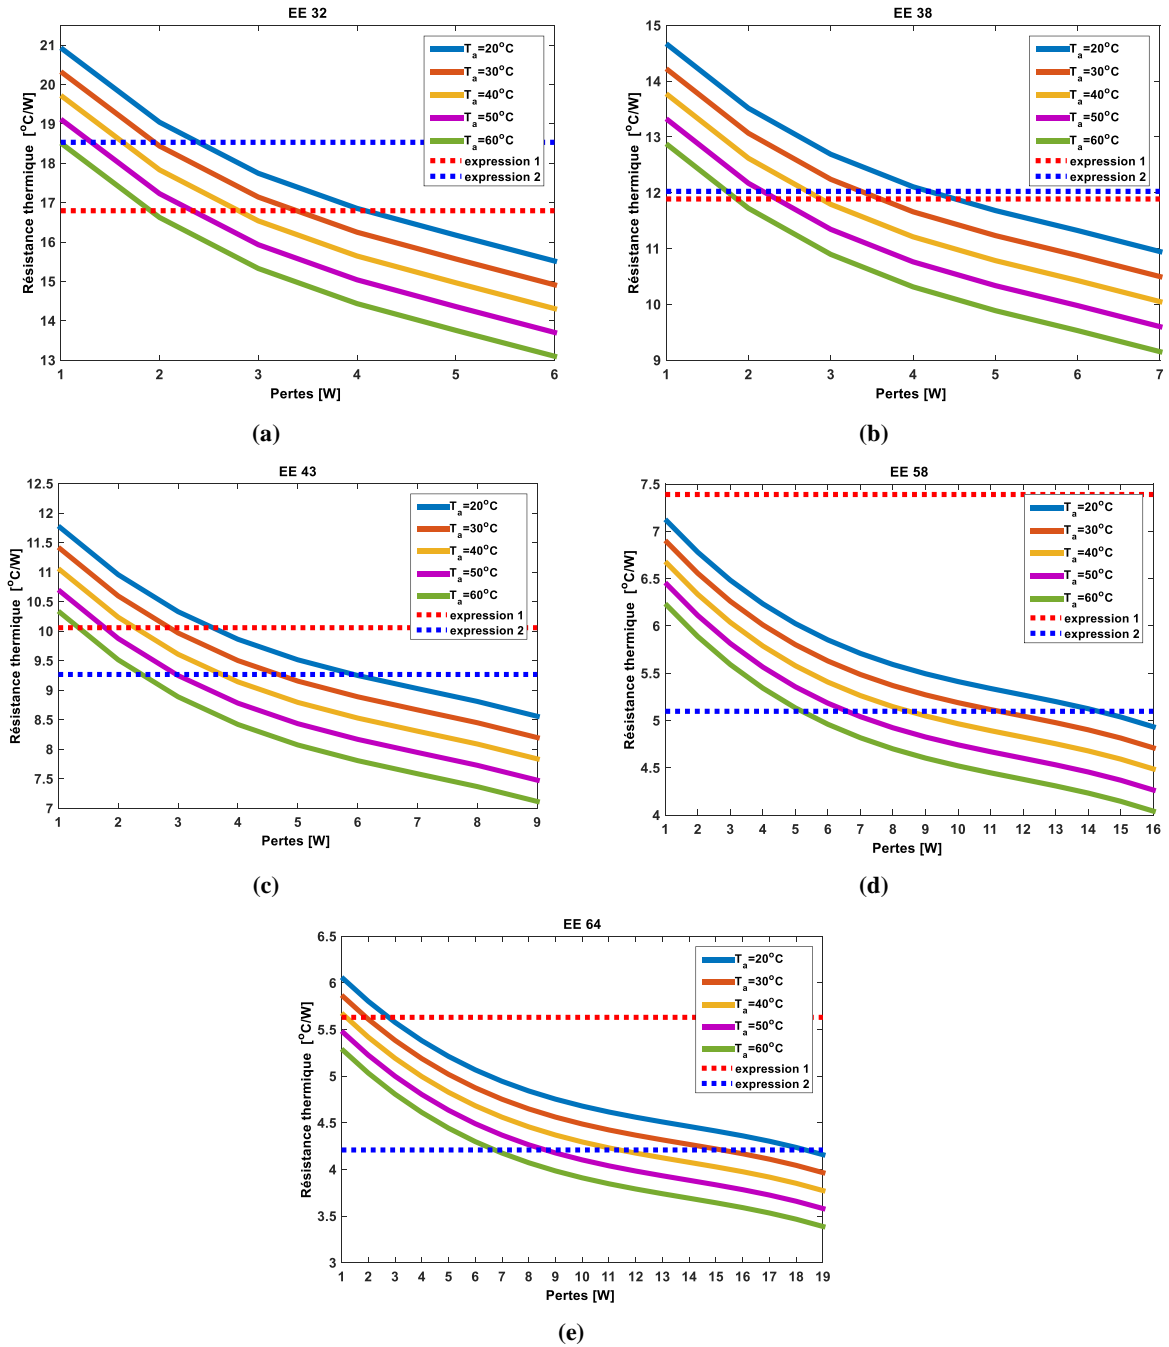 EE 32
Résistance thermique [°C/W]
21
20
19
18
17
16
15
14
13
1 2 3 4 5 6
Pertes [W]
Ta=20°C
Ta=30°C
Ta=40°C
Ta=50°C
Ta=60°C
expression 1
expression 2
(a)
EE 38
Résistance thermique [°C/W]
15
14
13
12
11
10
9
1 2 3 4 5 6 7
Pertes [W]
Ta=20°C
Ta=30°C
Ta=40°C
Ta=50°C
Ta=60°C
expression 1
expression 2
(b)
EE 43
Résistance thermique [°C/W]
12.5
12
11.5
11
10.5
10
9.5
9
8.5
8
7.5
7
1 2 3 4 5 6 7 8 9
Pertes [W]
Ta=20°C
Ta=30°C
Ta=40°C
Ta=50°C
Ta=60°C
expression 1
expression 2
(c)
EE 58
Résistance thermique [°C/W]
7.5
7
6.5
6
5.5
5
4.5
4
1 2 3 4 5 6 7 8 9 10 11 12 13 14 15 16
Pertes [W]
Ta=20°C
Ta=30°C
Ta=40°C
Ta=50°C
Ta=60°C
expression 1
expression 2
(d)
EE 64
Résistance thermique [°C/W]
6.5
6
5.5
5
4.5
4
3.5
3
1 2 3 4 5 6 7 8 9 10 11 12 13 14 15 16 17 18 19
Pertes [W]
Ta=20°C
Ta=30°C
Ta=40°C
Ta=50°C
Ta=60°C
expression 1
expression 2
(e)